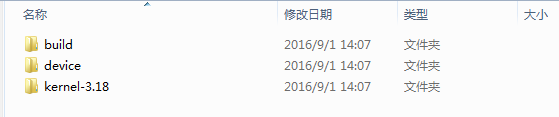 名称 修改日期 类型 大小
build 2016/9/1 14:07 文件夹
device 2016/9/1 14:07 文件夹
kernel-3.18 2016/9/1 14:07 文件夹